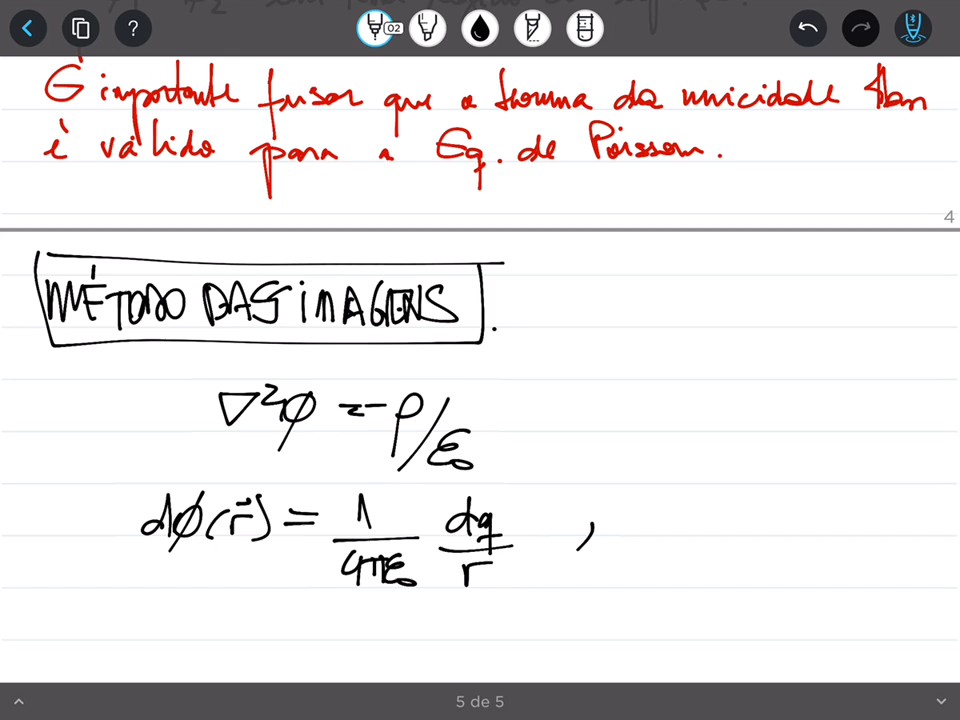 02
É importante frisar que o teorema da unicidade tbm
é válido para a Eq. de Poisson.
4
MÉTODO DAS IMAGENS.
∇²φ = -ρ/ε₀
dφ(r⃗) = 1/4πε₀ dq/r ,
5 de 5